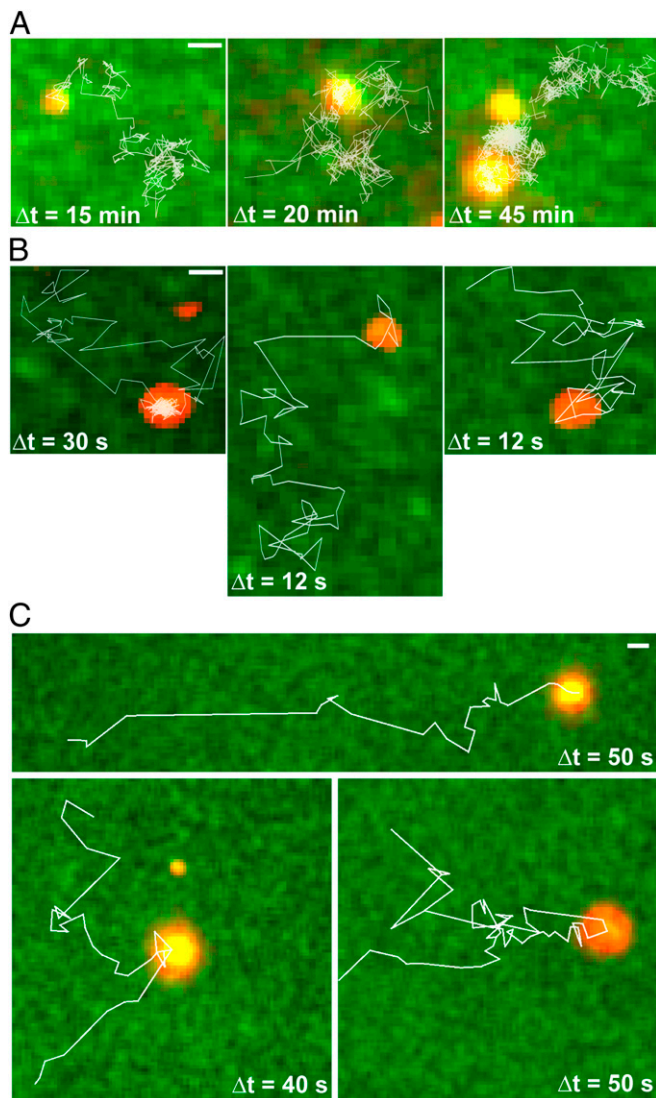 A
Δt = 15 min
Δt = 20 min
Δt = 45 min
B
Δt = 30 s
Δt = 12 s
Δt = 12 s
C
Δt = 50 s
Δt = 40 s
Δt = 50 s